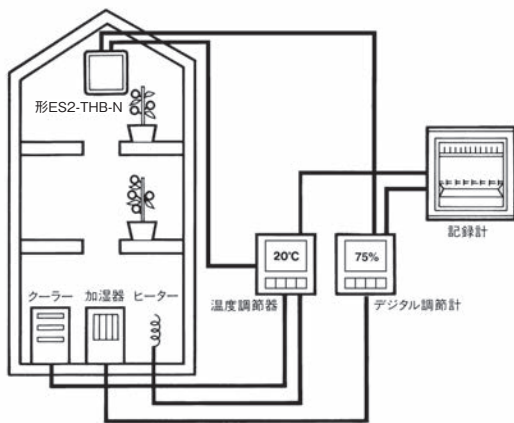 形ES2-THB-N
20℃
75%
記録計
クーラー 加湿器 ヒーター
温度調節器
デジタル調節計